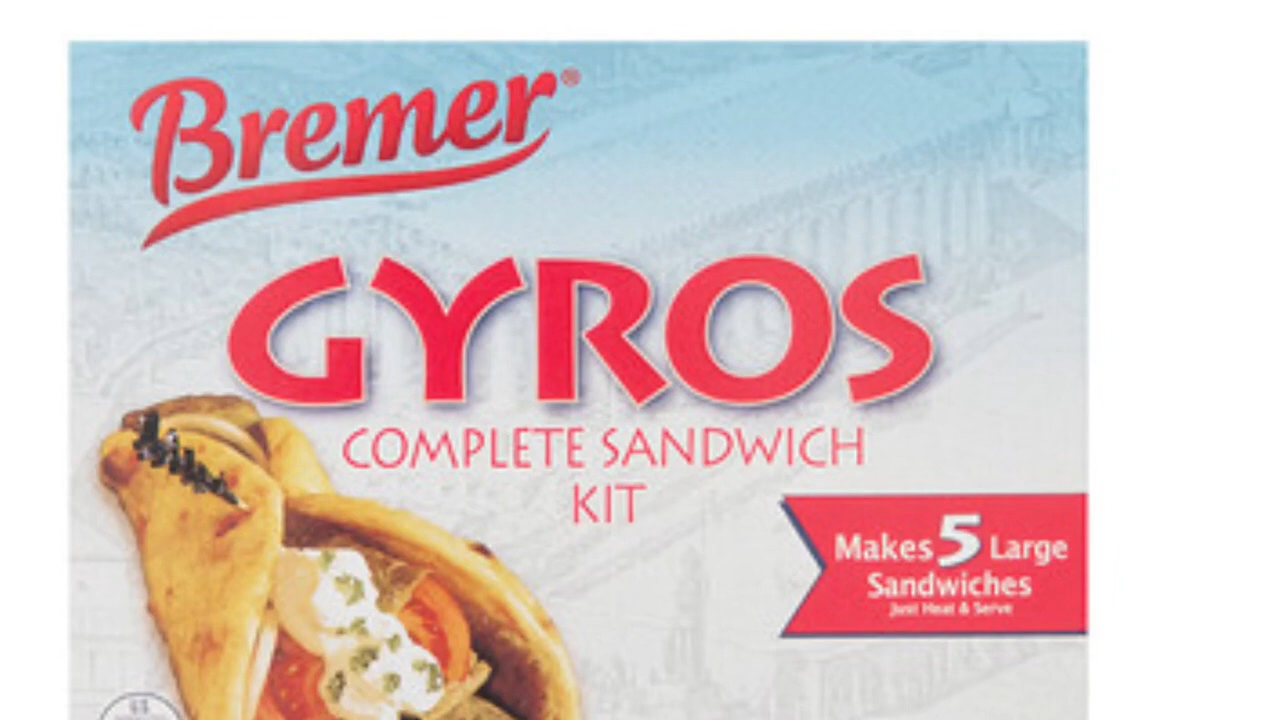 Bremer®
GYROS
COMPLETE SANDWICH
KIT
Makes 5 Large
Sandwiches
Just Heat & Serve